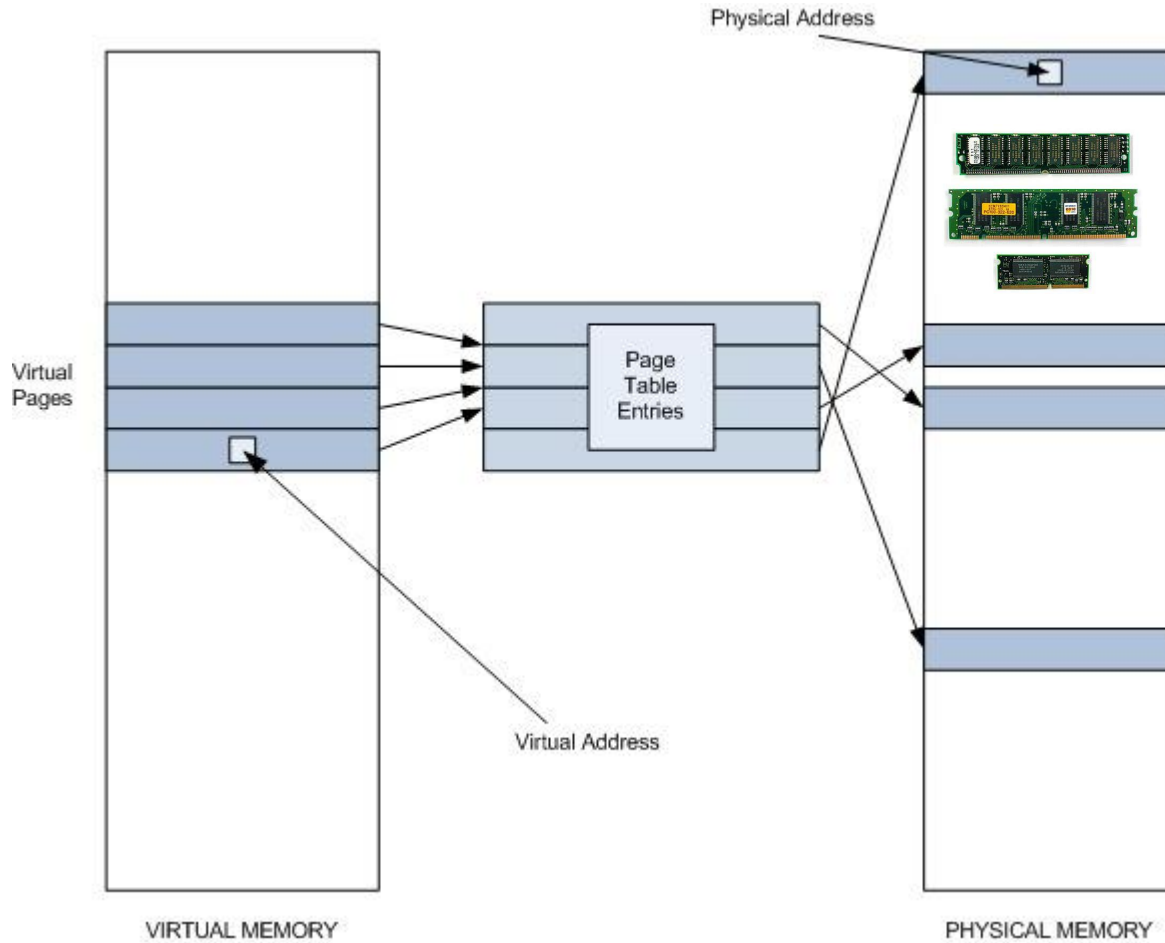 Physical Address
Virtual
Pages
Page
Table
Entries
Virtual Address
VIRTUAL MEMORY
PHYSICAL MEMORY